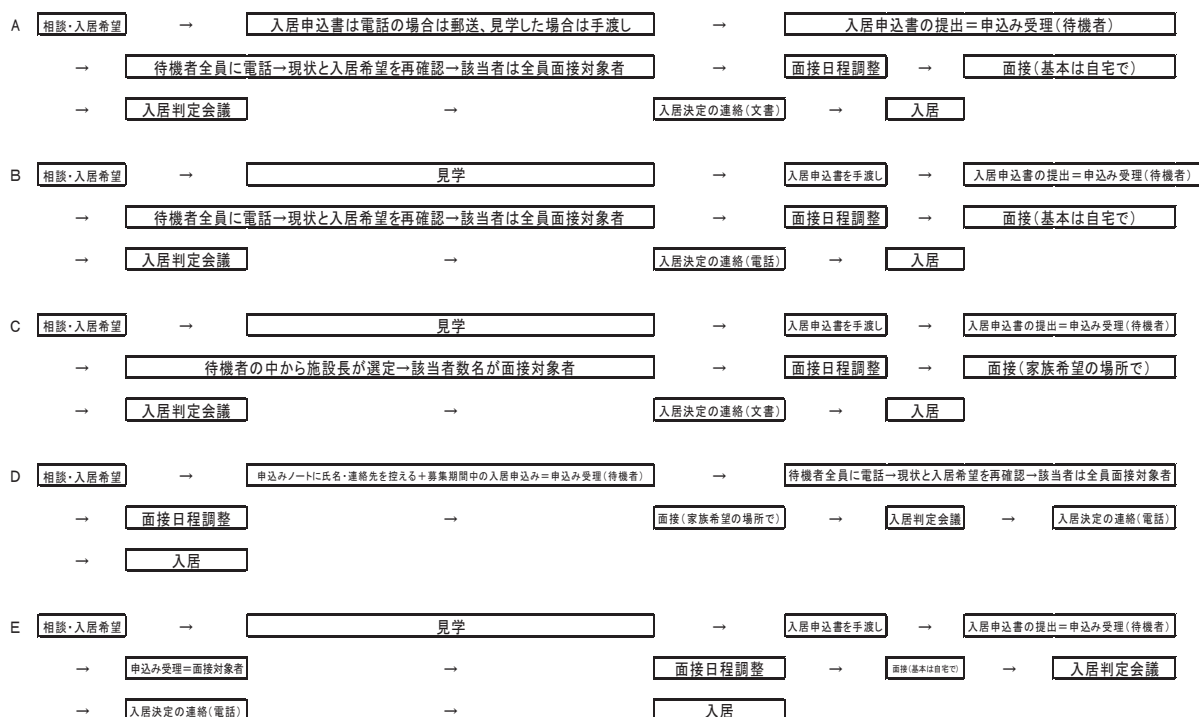 A 相談・入居希望 → 入居申込書は電話の場合は郵送、見学した場合は手渡し → 入居申込書の提出＝申込み受理(待機者)
→ 待機者全員に電話→現状と入居希望を再確認→該当者は全員面接対象者 → 面接日程調整 → 面接(基本は自宅で)
→ 入居判定会議 → 入居決定の連絡(文書) → 入居
B 相談・入居希望 → 見学 → 入居申込書を手渡し → 入居申込書の提出＝申込み受理(待機者)
→ 待機者全員に電話→現状と入居希望を再確認→該当者は全員面接対象者 → 面接日程調整 → 面接(基本は自宅で)
→ 入居判定会議 → 入居決定の連絡(電話) → 入居
C 相談・入居希望 → 見学 → 入居申込書を手渡し → 入居申込書の提出＝申込み受理(待機者)
→ 待機者の中から施設長が選定→該当者数名が面接対象者 → 面接日程調整 → 面接(家族希望の場所で)
→ 入居判定会議 → 入居決定の連絡(文書) → 入居
D 相談・入居希望 → 申込みノートに氏名・連絡先を控える＋募集期間中の入居申込み＝申込み受理(待機者) → 待機者全員に電話→現状と入居希望を再確認→該当者は全員面接対象者
→ 面接日程調整 → 面接(家族希望の場所で) → 入居判定会議 → 入居決定の連絡(電話)
→ 入居
E 相談・入居希望 → 見学 → 入居申込書を手渡し → 入居申込書の提出＝申込み受理(待機者)
→ 申込み受理＝面接対象者 → 面接日程調整 → 面接(基本は自宅で) → 入居判定会議
→ 入居決定の連絡(電話) → 入居